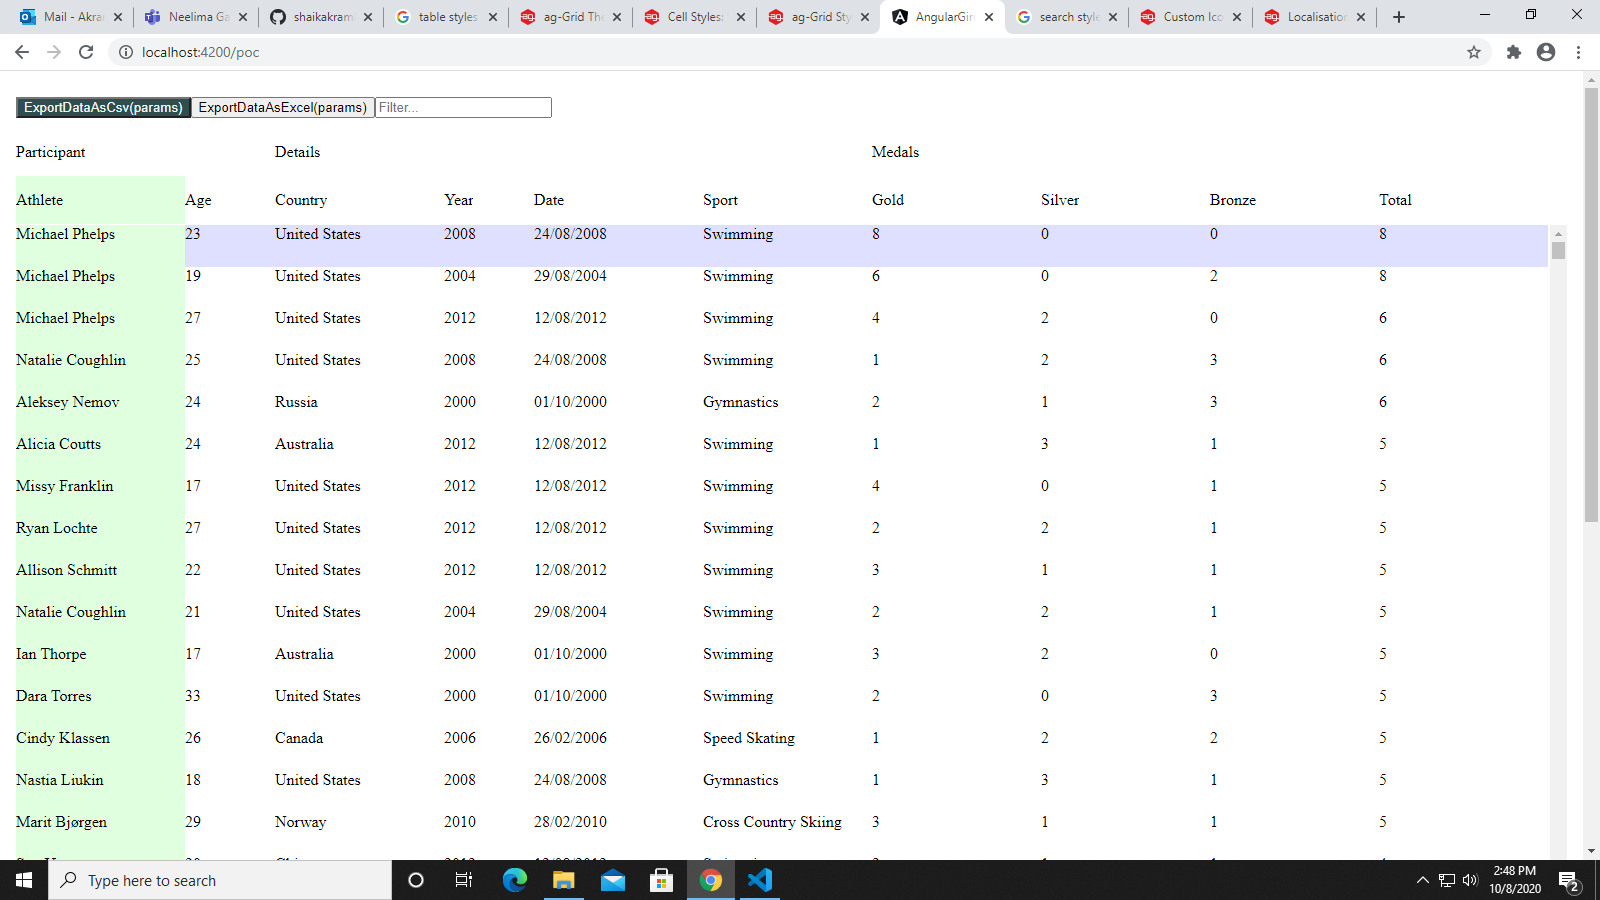 Mail - Akra
Neelima Ga
shaikakram
table styles
ag-Grid The
Cell Styles:
ag-Grid Sty
AngularGird
search style
Custom Ico
Localisation
localhost:4200/poc
ExportDataAsCsv(params) ExportDataAsExcel(params) Filter...
Participant Details Medals
Athlete Age Country Year Date Sport Gold Silver Bronze Total
Michael Phelps 23 United States 2008 24/08/2008 Swimming 8 0 0 8
Michael Phelps 19 United States 2004 29/08/2004 Swimming 6 0 2 8
Michael Phelps 27 United States 2012 12/08/2012 Swimming 4 2 0 6
Natalie Coughlin 25 United States 2008 24/08/2008 Swimming 1 2 3 6
Aleksey Nemov 24 Russia 2000 01/10/2000 Gymnastics 2 1 3 6
Alicia Coutts 24 Australia 2012 12/08/2012 Swimming 1 3 1 5
Missy Franklin 17 United States 2012 12/08/2012 Swimming 4 0 1 5
Ryan Lochte 27 United States 2012 12/08/2012 Swimming 2 2 1 5
Allison Schmitt 22 United States 2012 12/08/2012 Swimming 3 1 1 5
Natalie Coughlin 21 United States 2004 29/08/2004 Swimming 2 2 1 5
Ian Thorpe 17 Australia 2000 01/10/2000 Swimming 3 2 0 5
Dara Torres 33 United States 2000 01/10/2000 Swimming 2 0 3 5
Cindy Klassen 26 Canada 2006 26/02/2006 Speed Skating 1 2 2 5
Nastia Liukin 18 United States 2008 24/08/2008 Gymnastics 1 3 1 5
Marit Bjørgen 29 Norway 2010 28/02/2010 Cross Country Skiing 3 1 1 5
Type here to search
2:48 PM
10/8/2020
2